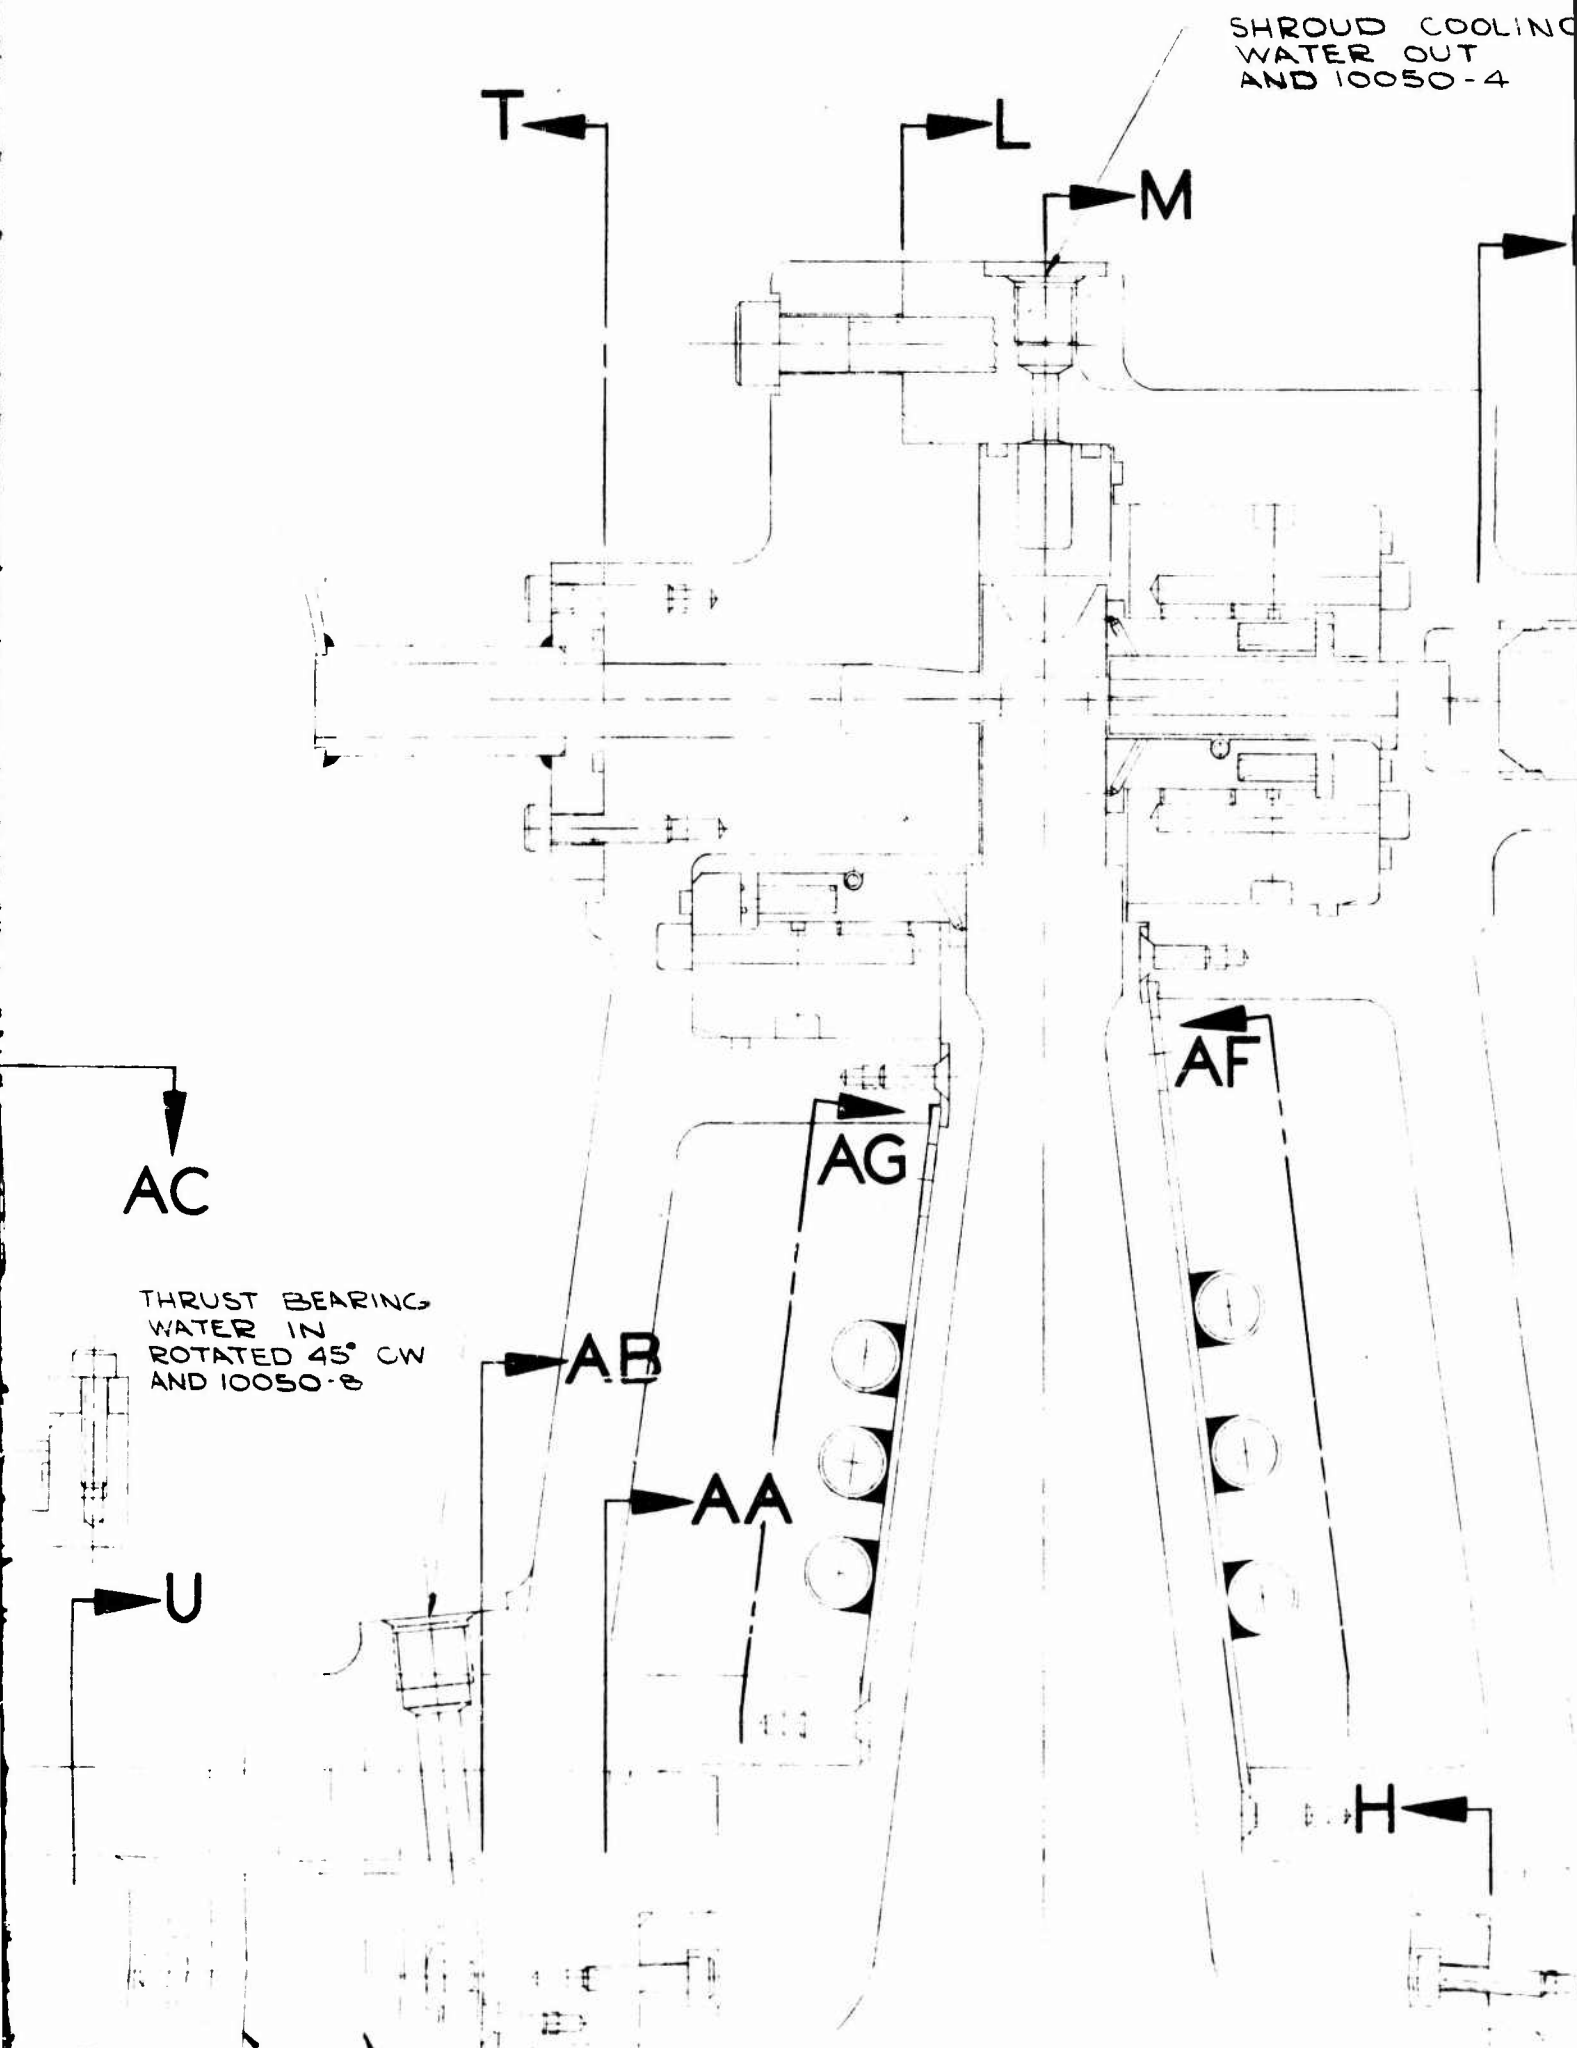 SHROUD COOLING
WATER OUT
AND 10050-4
T
L
M
AF
AG
AC
THRUST BEARING
WATER IN
ROTATED 45° CW
AND 10050-8
AB
AA
U
H